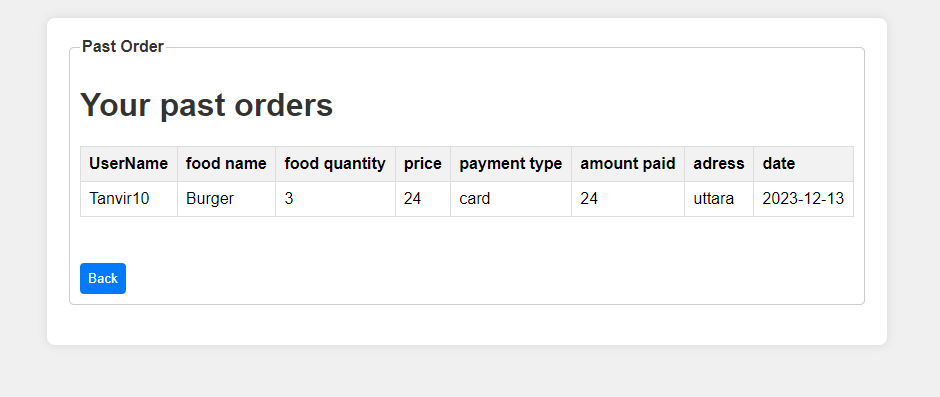 Past Order
Your past orders
UserName food name food quantity price payment type amount paid adress date
Tanvir10 Burger 3 24 card 24 uttara 2023-12-13
Back